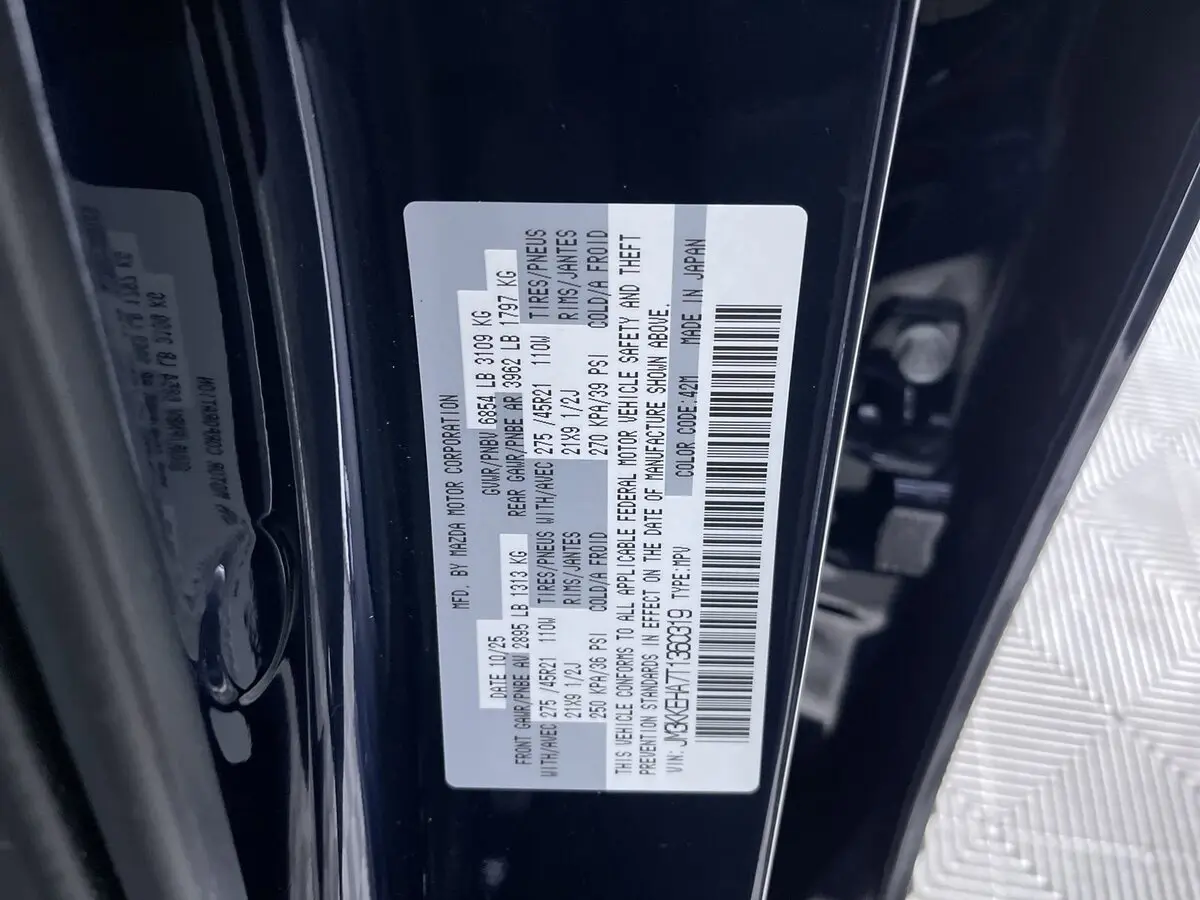 MFD. BY MAZDA MOTOR CORPORATION
DATE 10/25 GVWR/PNBV 6854 LB 3109 KG
FRONT GAWR/PNBE AV 2895 LB 1313 KG REAR GAWR/PNBE AR 3962 LB 1797 KG
WITH/AVEC 275 /45R21 110W TIRES/PNEUS WITH/AVEC 275 /45R21 110W TIRES/PNEUS
21X9 1/2J RIMS/JANTES 21X9 1/2J RIMS/JANTES
250 KPA/36 PSI COLD/A FROID 270 KPA/39 PSI COLD/A FROID
THIS VEHICLE CONFORMS TO ALL APPLICABLE FEDERAL MOTOR VEHICLE SAFETY AND THEFT
PREVENTION STANDARDS IN EFFECT ON THE DATE OF MANUFACTURE SHOWN ABOVE.
VIN: JM3KKEHA7T1360319 TYPE:MPV COLOR CODE:42M MADE IN JAPAN